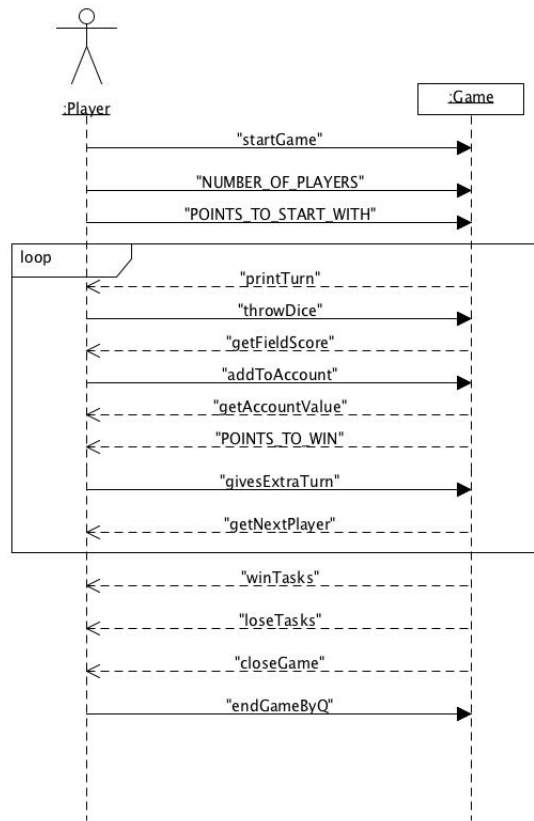 :Player
:Game
"startGame"
"NUMBER_OF_PLAYERS"
"POINTS_TO_START_WITH"
loop
"printTurn"
"throwDice"
"getFieldScore"
"addToAccount"
"getAccountValue"
"POINTS_TO_WIN"
"givesExtraTurn"
"getNextPlayer"
"winTasks"
"loseTasks"
"closeGame"
"endGameByQ"